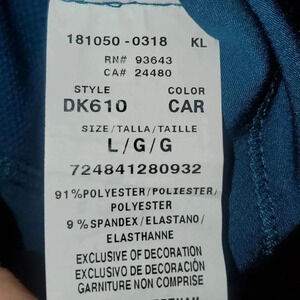 181050-0318 KL
RN# 93643
CA# 24480
STYLE COLOR
DK610 CAR
SIZE/TALLA/TAILLE
L/G/G
724841280932
91%POLYESTER/POLIESTER/
POLYESTER
9%SPANDEX/ELASTANO/
ELASTHANNE
EXCLUSIVE OF DECORATION
EXCLUSIVO DE DECORACIÓN
GARNITURE NON COMPRISE